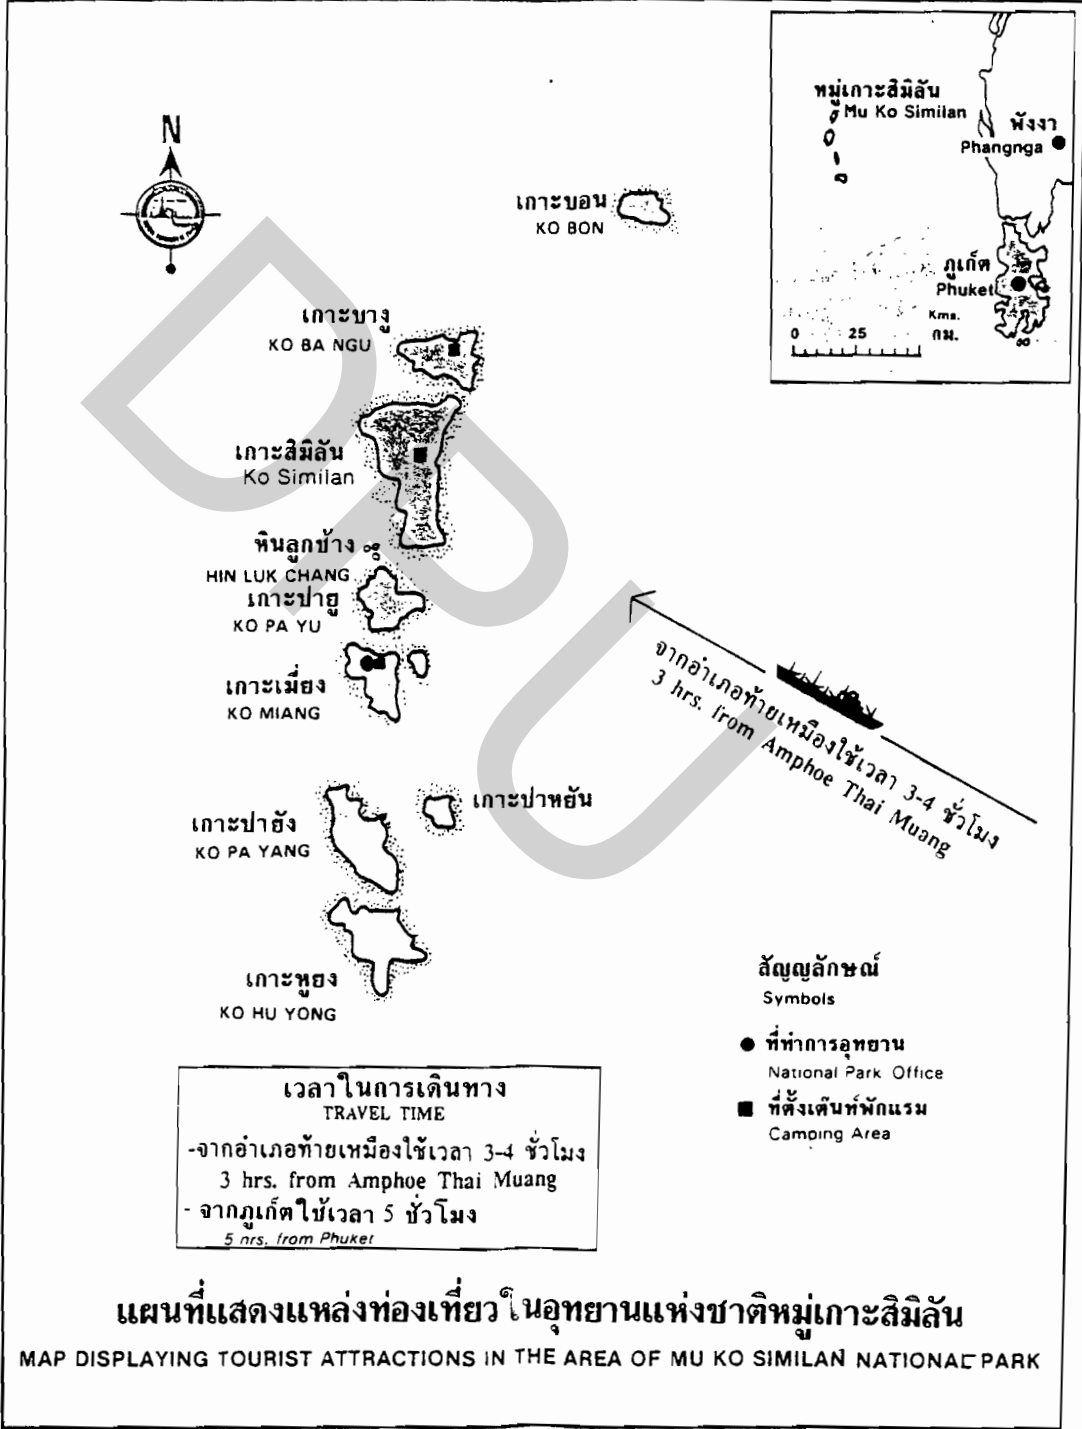 N
หมู่เกาะสิมิลัน
Mu Ko Similan
พังงา
Phangnga
ภูเก็ต
Phuket
Kms.
0 25 กม.
เกาะบอน
KO BON
เกาะบางู
KO BA NGU
เกาะสิมิลัน
Ko Similan
หินลูกช้าง
HIN LUK CHANG
เกาะปายู
KO PA YU
เกาะเมี่ยง
KO MIANG
จากอำเภอท้ายเหมืองใช้เวลา 3-4 ชั่วโมง
3 hrs. from Amphoe Thai Muang
เกาะปาหยัน
เกาะปายัง
KO PA YANG
เกาะหูยง
KO HU YONG
สัญญลักษณ์
Symbols
ที่ทำการอุทยาน
National Park Office
ที่ตั้งเต๊นท์พักแรม
Camping Area
เวลาในการเดินทาง
TRAVEL TIME
-จากอำเภอท้ายเหมืองใช้เวลา 3-4 ชั่วโมง
3 hrs. from Amphoe Thai Muang
- จากภูเก็ตใช้เวลา 5 ชั่วโมง
5 hrs. from Phuket
แผนที่แสดงแหล่งท่องเที่ยวในอุทยานแห่งชาติหมู่เกาะสิมิลัน
MAP DISPLAYING TOURIST ATTRACTIONS IN THE AREA OF MU KO SIMILAN NATIONAL PARK
DPU